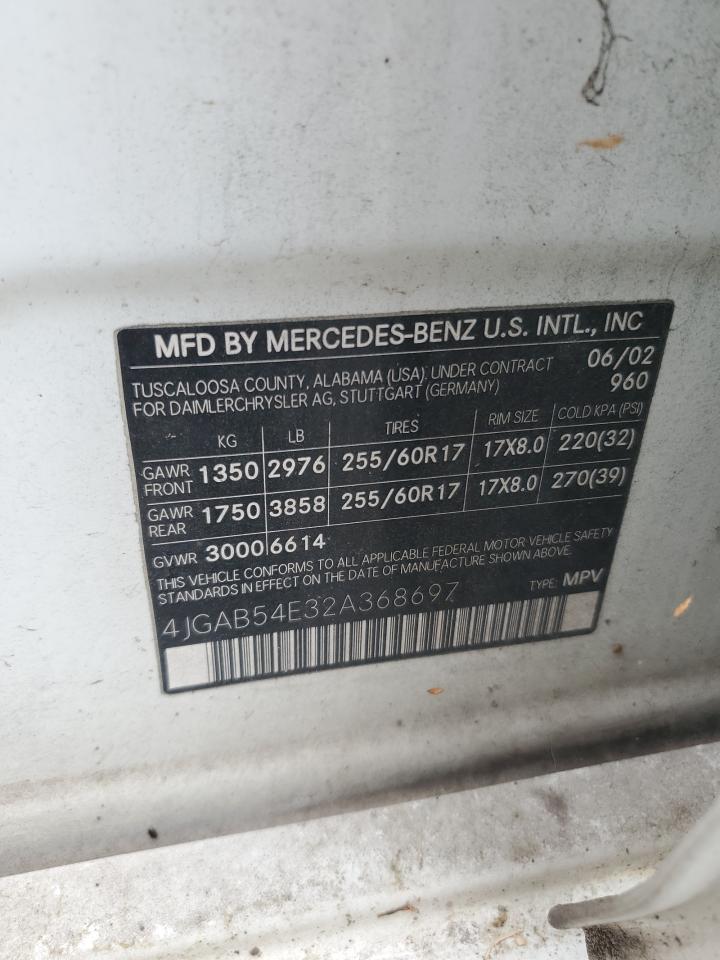 MFD BY MERCEDES-BENZ U.S. INTL., INC
TUSCALOOSA COUNTY, ALABAMA (USA), UNDER CONTRACT 06/02
FOR DAIMLERCHRYSLER AG, STUTTGART (GERMANY) 960
KG LB TIRES RIM SIZE COLD KPA (PSI)
GAWR FRONT 1350 2976 255/60R17 17X8.0 220(32)
GAWR REAR 1750 3858 255/60R17 17X8.0 270(39)
GVWR 3000 6614
THIS VEHICLE CONFORMS TO ALL APPLICABLE FEDERAL MOTOR VEHICLE SAFETY
STANDARDS IN EFFECT ON THE DATE OF MANUFACTURE SHOWN ABOVE.
4JGAB54E32A368697 TYPE: MPV